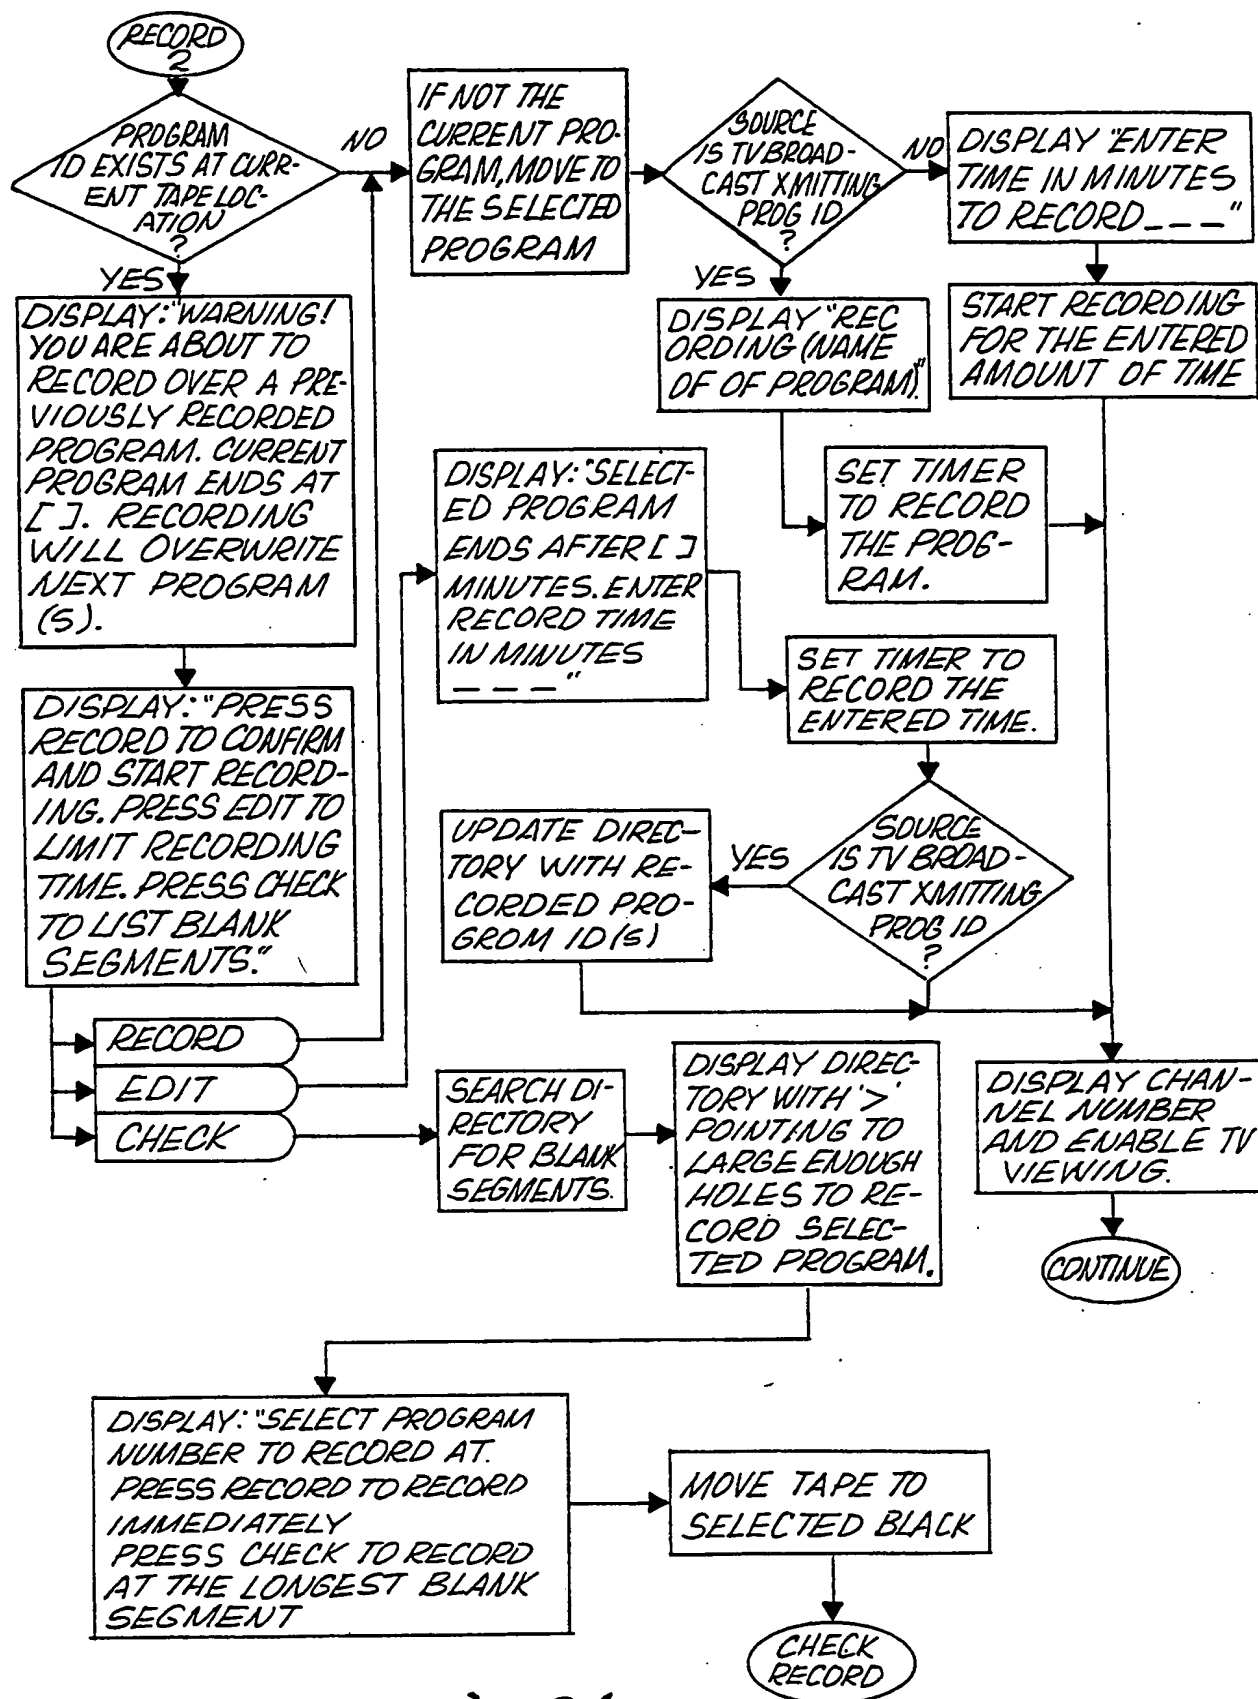 RECORD
2
PROGRAM
ID EXISTS AT CURR-
ENT TAPE LOC-
ATION
?
NO
YES
IF NOT THE
CURRENT PRO-
GRAM, MOVE TO
THE SELECTED
PROGRAM
SOURCE
IS TV BROAD-
CAST XMITTING
PROG ID
?
NO
YES
DISPLAY "ENTER
TIME IN MINUTES
TO RECORD_ _ _"
START RECORDING
FOR THE ENTERED
AMOUNT OF TIME
DISPLAY "REC
ORDING (NAME
OF OF PROGRAM)."
SET TIMER
TO RECORD
THE PROG-
RAM.
DISPLAY: "WARNING!
YOU ARE ABOUT TO
RECORD OVER A PRE-
VIOUSLY RECORDED
PROGRAM. CURRENT
PROGRAM ENDS AT
[ ]. RECORDING
WILL OVERWRITE
NEXT PROGRAM
(S).
DISPLAY: "PRESS
RECORD TO CONFIRM
AND START RECORD-
ING. PRESS EDIT TO
LIMIT RECORDING
TIME. PRESS CHECK
TO LIST BLANK
SEGMENTS."
RECORD
EDIT
CHECK
DISPLAY: "SELECT-
ED PROGRAM
ENDS AFTER [ ]
MINUTES. ENTER
RECORD TIME
IN MINUTES
_ _ _"
SET TIMER TO
RECORD THE
ENTERED TIME.
SOURCE
IS TV BROAD-
CAST XMITTING
PROG ID
?
YES
UPDATE DIREC-
TORY WITH RE-
CORDED PRO-
GROM ID(S)
SEARCH DI-
RECTORY
FOR BLANK
SEGMENTS.
DISPLAY DIREC-
TORY WITH '>'
POINTING TO
LARGE ENOUGH
HOLES TO RE-
CORD SELEC-
TED PROGRAM.
DISPLAY CHAN-
NEL NUMBER
AND ENABLE TV
VIEWING.
CONTINUE
DISPLAY: "SELECT PROGRAM
NUMBER TO RECORD AT.
PRESS RECORD TO RECORD
IMMEDIATELY
PRESS CHECK TO RECORD
AT THE LONGEST BLANK
SEGMENT
MOVE TAPE TO
SELECTED BLACK
CHECK
RECORD